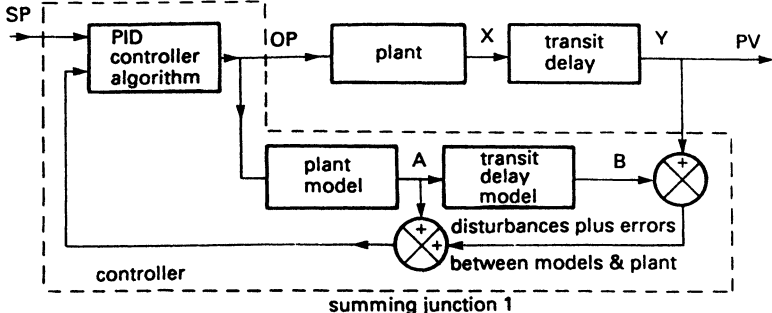 SP
PID
controller
algorithm
OP
plant
X
transit
delay
Y
PV
plant
model
A
transit
delay
model
B
+
+
+
disturbances plus errors
between models & plant
controller
summing junction 1